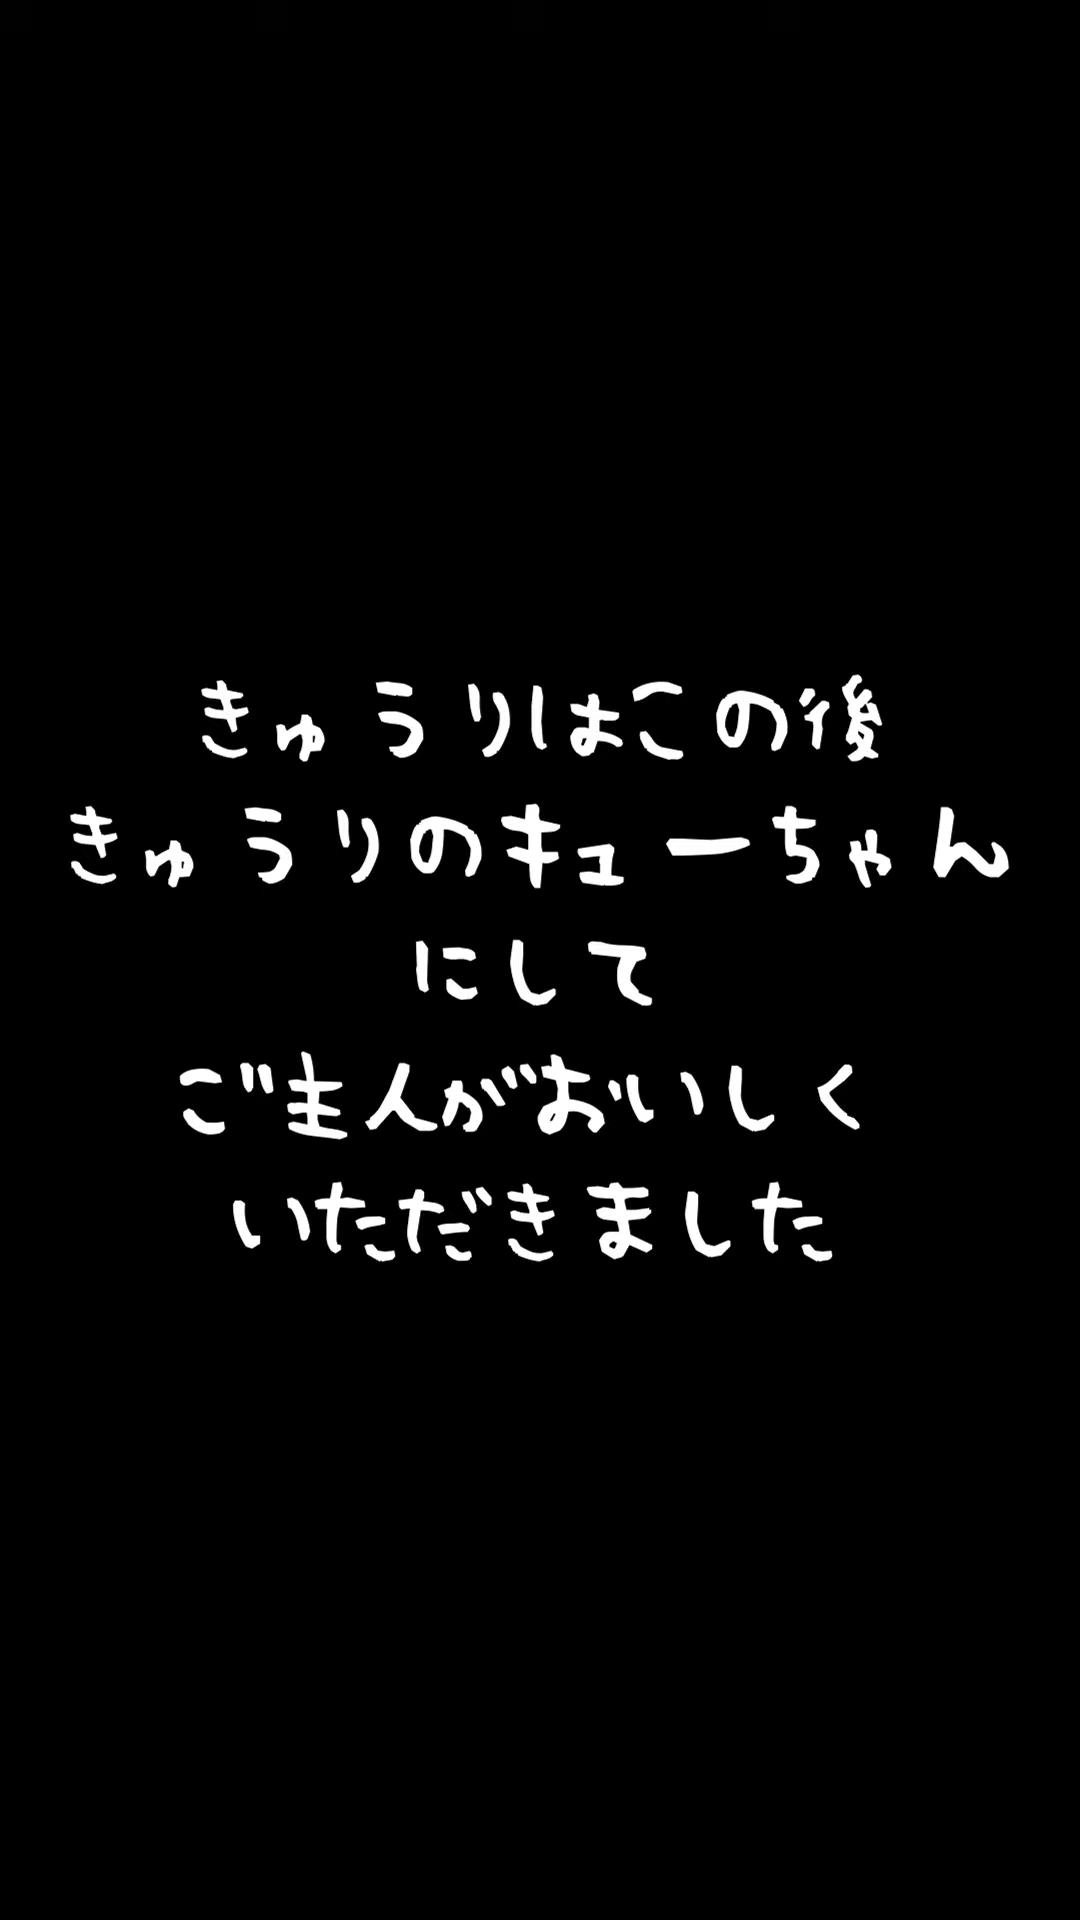 きゅうりはこの後
きゅうりのキューちゃん
にして
ご主人がおいしく
いただきました